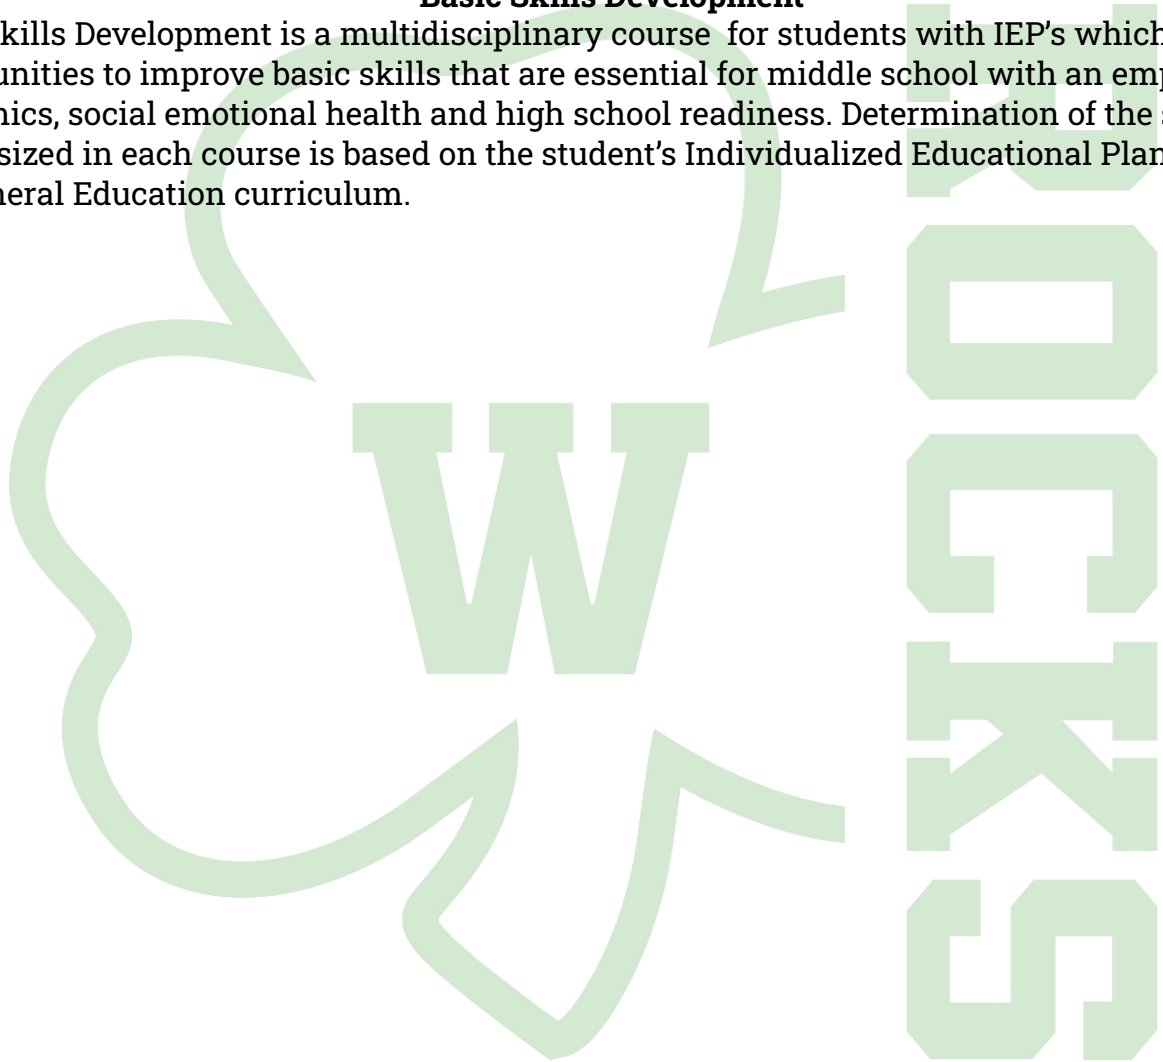 Basic Skills Development
kills Development is a multidisciplinary course for students with IEP’s which
unities to improve basic skills that are essential for middle school with an emp
nics, social emotional health and high school readiness. Determination of the s
sized in each course is based on the student’s Individualized Educational Plan
neral Education curriculum.
W
ROCKS